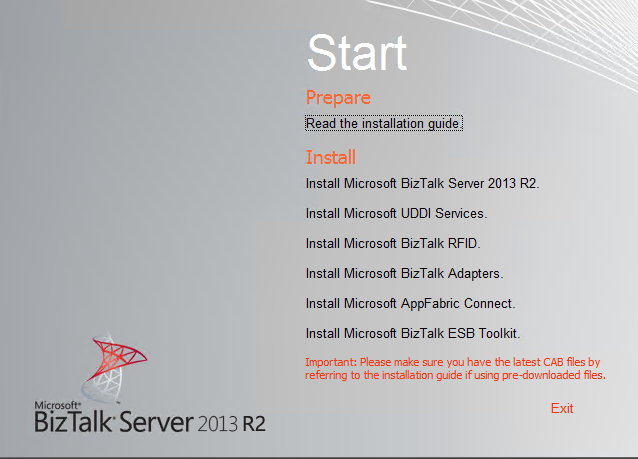 Start
Prepare
Read the installation guide.
Install
Install Microsoft BizTalk Server 2013 R2.
Install Microsoft UDDI Services.
Install Microsoft BizTalk RFID.
Install Microsoft BizTalk Adapters.
Install Microsoft AppFabric Connect.
Install Microsoft BizTalk ESB Toolkit.
Important: Please make sure you have the latest CAB files by
referring to the installation guide if using pre-downloaded files.
Exit
Microsoft®
BizTalk® Server 2013 R2